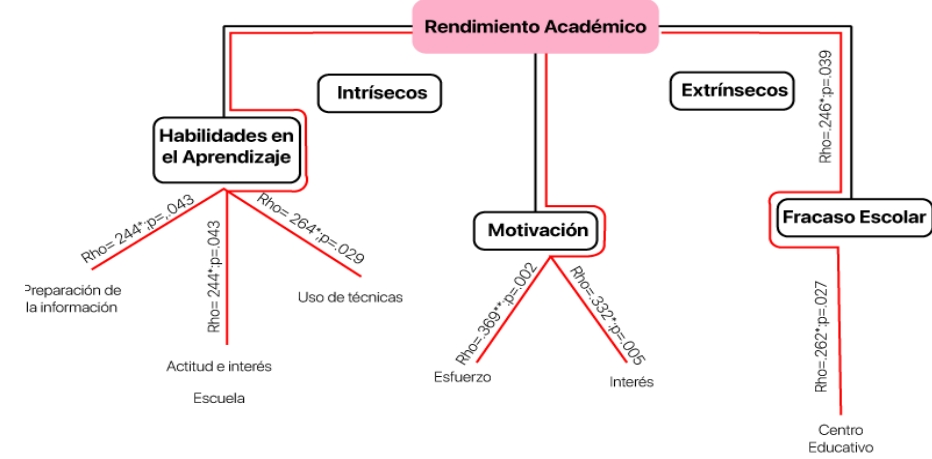 Rendimiento Académico
Intrísecos
Extrínsecos
Rho=.246*:p=.039
Habilidades en
el Aprendizaje
Motivación
Fracaso Escolar
Rho= 244*;p=,.043
Rho= 244*:p=.043
Rho= 264*;p=.029
Preparación de
la información
Actitud e interés
Escuela
Uso de técnicas
Rho=.369**:p=.002
Rho=.332*:p=.005
Esfuerzo
Interés
Rho=.262*:p=.027
Centro
Educativo